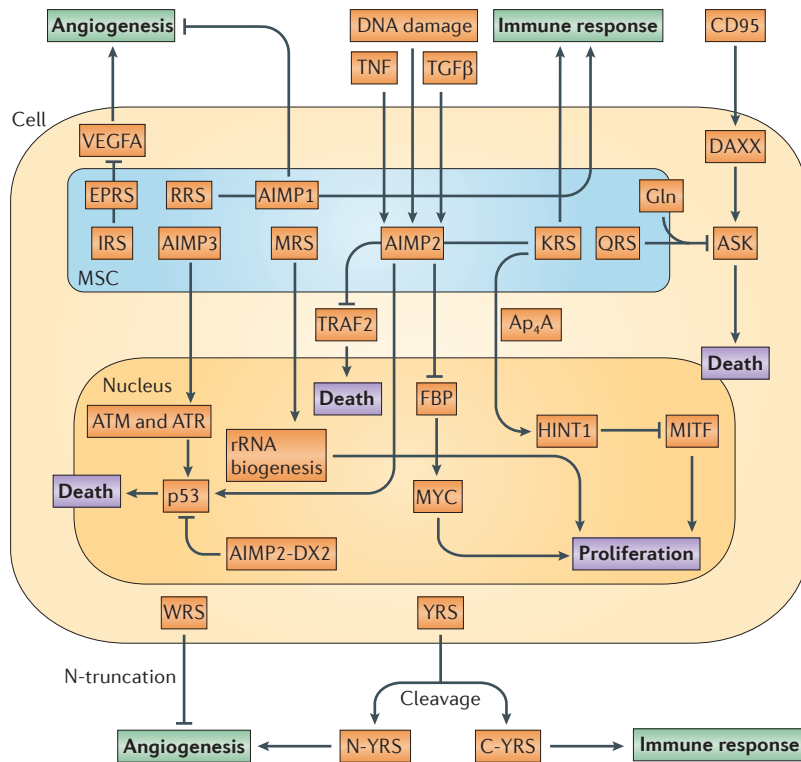 Angiogenesis
DNA damage
Immune response
CD95
TNF
TGFβ
Cell
VEGFA
DAXX
EPRS
RRS
AIMP1
Gln
IRS
AIMP3
MRS
AIMP2
KRS
QRS
ASK
MSC
TRAF2
Ap₄A
Death
Nucleus
Death
FBP
ATM and ATR
HINT1
MITF
rRNA
biogenesis
Death
p53
MYC
AIMP2-DX2
Proliferation
WRS
YRS
N-truncation
Cleavage
Angiogenesis
N-YRS
C-YRS
Immune response